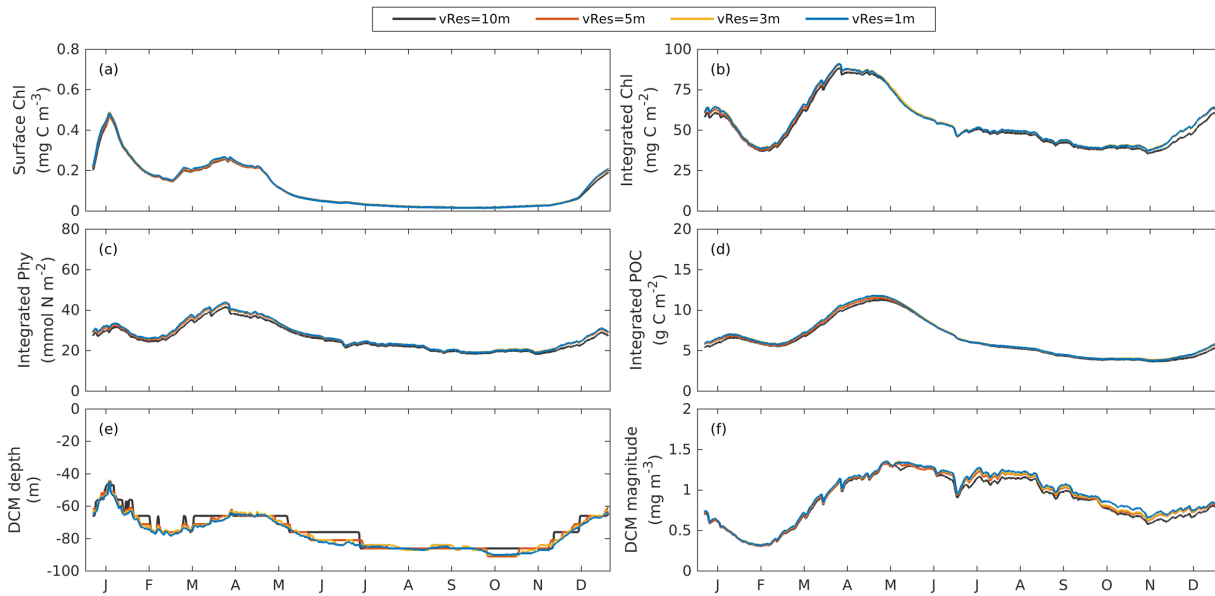 vRes=10m vRes=5m vRes=3m vRes=1m
(a)
Surface Chl
(mg C m-3)
0.8
0.6
0.4
0.2
0
(b)
Integrated Chl
(mg C m-2)
100
75
50
25
0
(c)
Integrated Phy
(mmol N m-2)
80
60
40
20
0
(d)
Integrated POC
(g C m-2)
20
15
10
5
0
(e)
DCM depth
(m)
0
-20
-40
-60
-80
-100
J F M A M J J A S O N D
(f)
DCM magnitude
(mg m-3)
2
1.5
1
0.5
0
J F M A M J J A S O N D